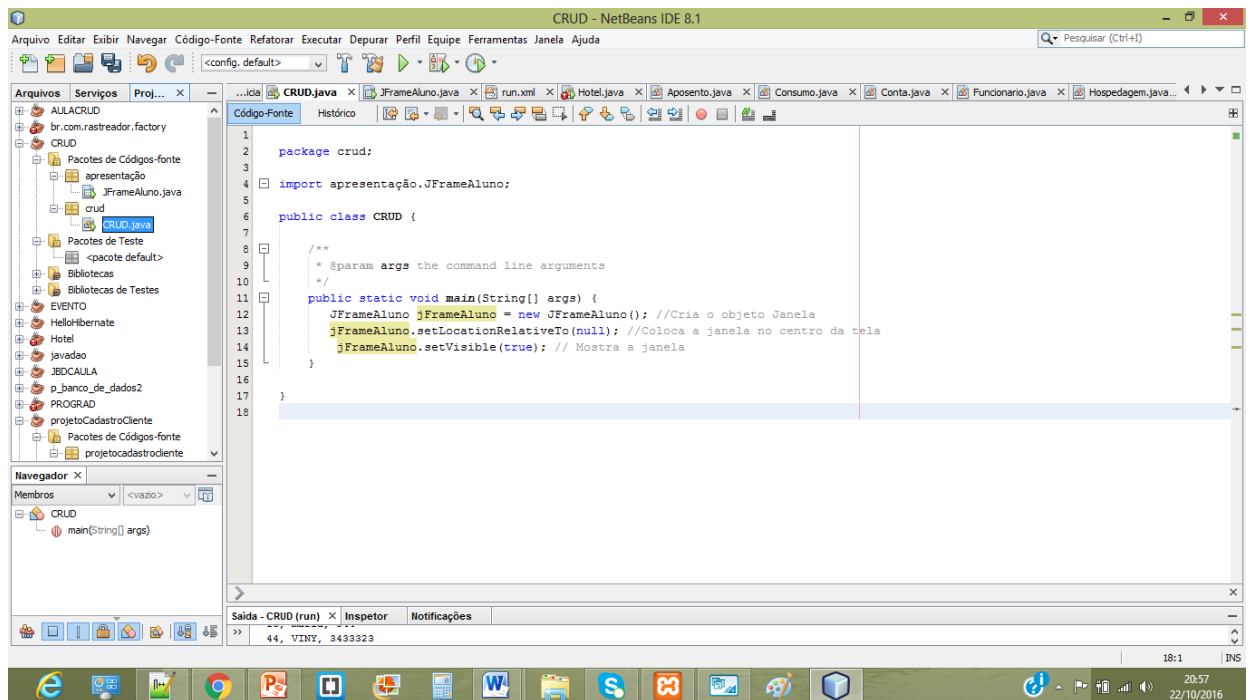 CRUD - NetBeans IDE 8.1
Arquivo Editar Exibir Navegar Código-Fonte Refatorar Executar Depurar Perfil Equipe Ferramentas Janela Ajuda
Pesquisar (Ctrl+I)
<config. default>
Arquivos Serviços Proj...
CRUD.java JFrameAluno.java run.xml Hotel.java Aposento.java Consumo.java Conta.java Funcionario.java Hospedagem.java...
Código-Fonte Histórico
AULACRUD
br.com.rastreador.factory
CRUD
Pacotes de Códigos-fonte
apresentação
JFrameAluno.java
crud
CRUD.java
Pacotes de Teste
<pacote default>
Bibliotecas
Bibliotecas de Testes
EVENTO
HelloHibernate
Hotel
javadao
JBDCAULA
p_banco_de_dados2
PROGRAD
projetoCadastroCliente
Pacotes de Códigos-fonte
projetocadastrocliente
1
2 package crud;
3
4 import apresentação.JFrameAluno;
5
6 public class CRUD {
7
8 /**
9 * @param args the command line arguments
10 */
11 public static void main(String[] args) {
12 JFrameAluno jFrameAluno = new JFrameAluno(); //Cria o objeto Janela
13 jFrameAluno.setLocationRelativeTo(null); //Coloca a janela no centro da tela
14 jFrameAluno.setVisible(true); // Mostra a janela
15 }
16
17 }
18
Navegador
Membros <vazio>
CRUD
main(String[] args)
Saída - CRUD (run) Inspetor Notificações
44, VINY, 3433323
18:1 INS
20:57
22/10/2016